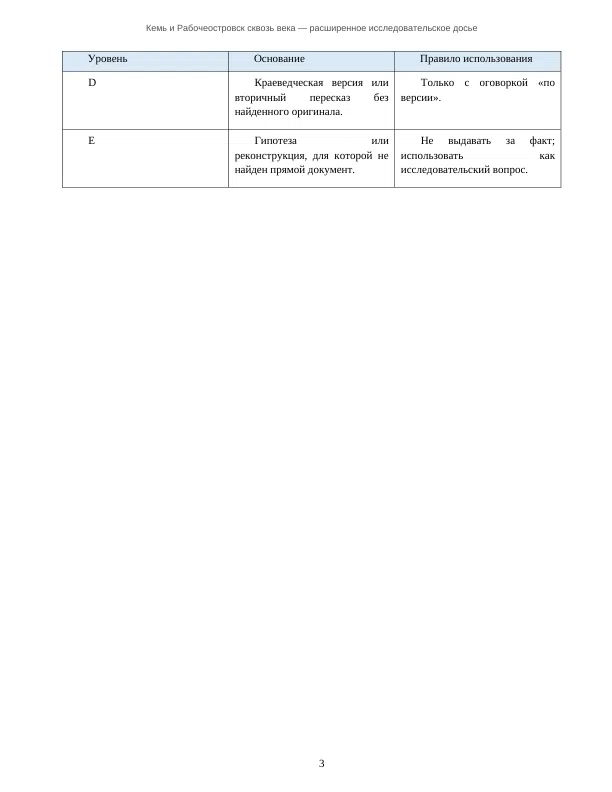 Кемь и Рабочеостровск сквозь века — расширенное исследовательское досье
Уровень Основание Правило использования
D Краеведческая версия или Только с оговоркой «по
вторичный пересказ без версии».
найденного оригинала.
E Гипотеза или Не выдавать за факт;
реконструкция, для которой не использовать как
найден прямой документ. исследовательский вопрос.
3